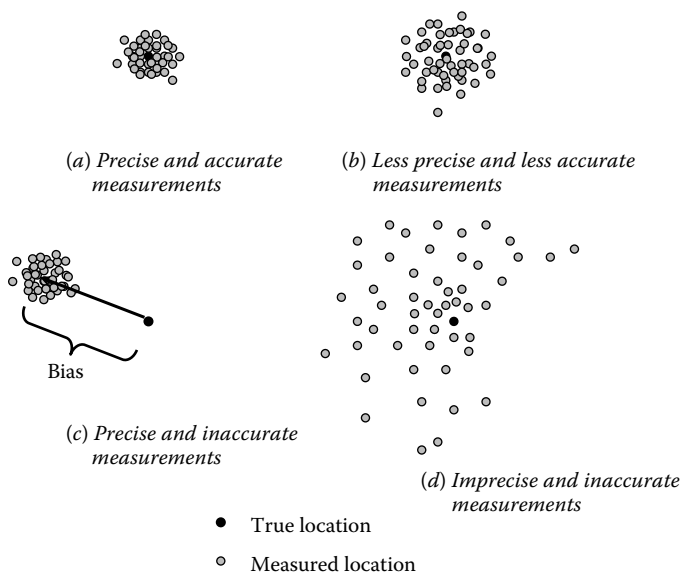 (a) Precise and accurate
measurements
(b) Less precise and less accurate
measurements
Bias
(c) Precise and inaccurate
measurements
(d) Imprecise and inaccurate
measurements
True location
Measured location